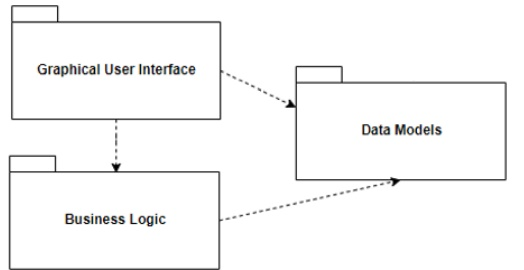 Graphical User Interface
Data Models
Business Logic